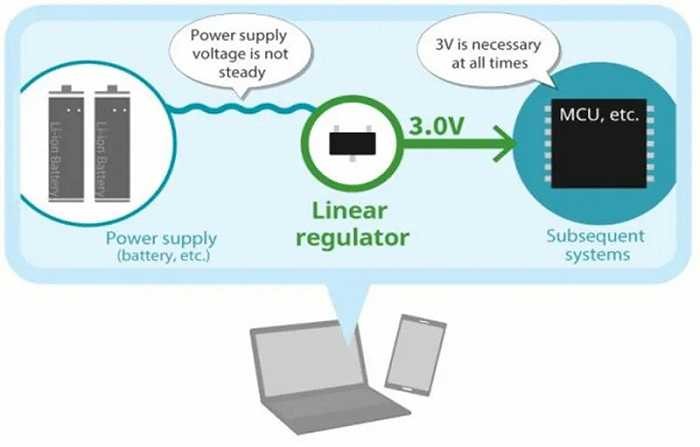 Power supply
voltage is not
steady
3V is necessary
at all times
Li-ion Battery
Li-ion Battery
3.0V
MCU, etc.
Linear
regulator
Power supply
(battery, etc.)
Subsequent
systems